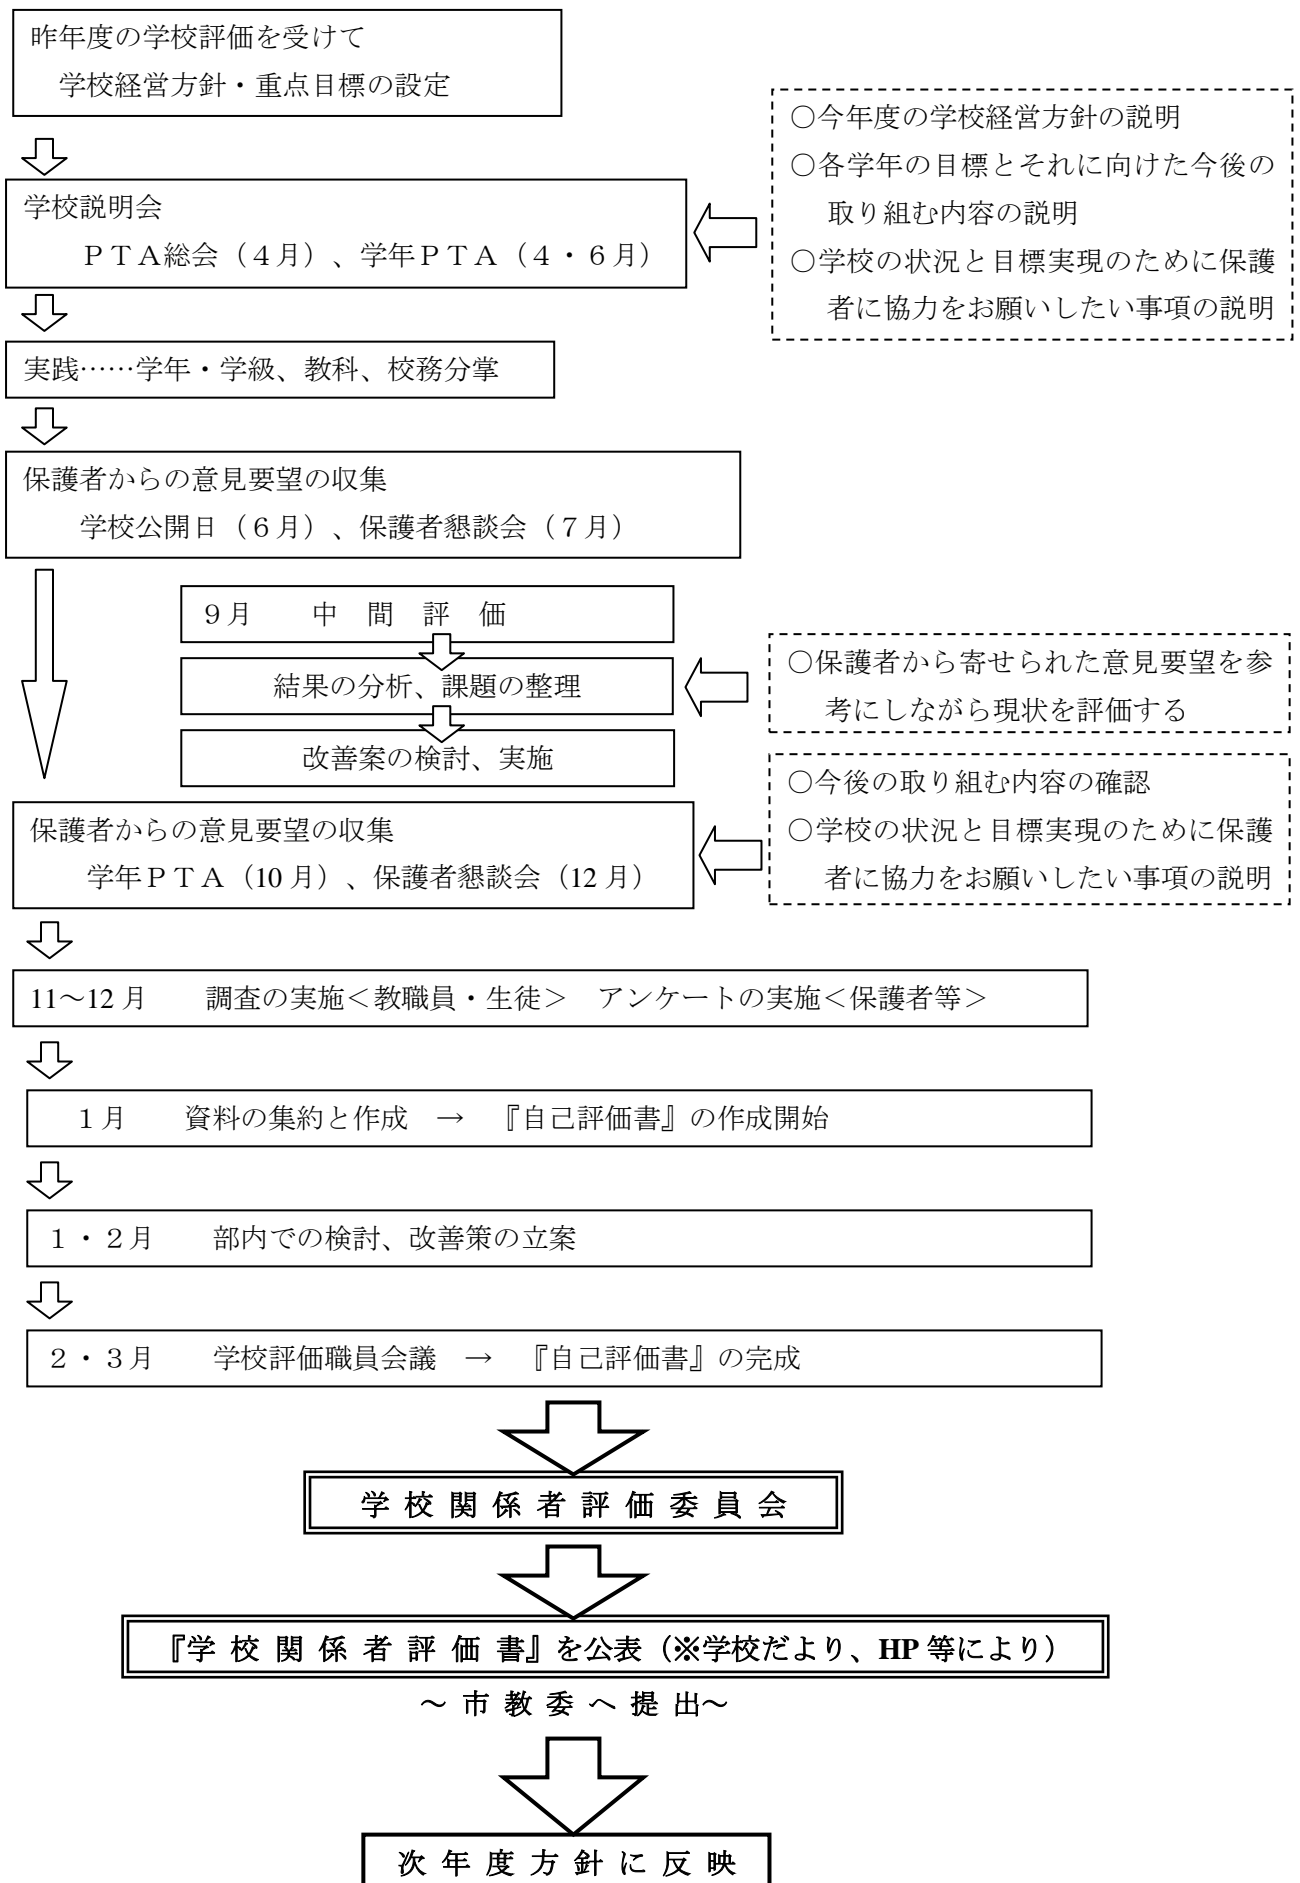 昨年度の学校評価を受けて
学校経営方針・重点目標の設定
○今年度の学校経営方針の説明
○各学年の目標とそれに向けた今後の
取り組む内容の説明
○学校の状況と目標実現のために保護
者に協力をお願いしたい事項の説明
学校説明会
ＰＴＡ総会（４月）、学年ＰＴＡ（４・６月）
実践……学年・学級、教科、校務分掌
保護者からの意見要望の収集
学校公開日（６月）、保護者懇談会（７月）
９月　中　間　評　価
結果の分析、課題の整理
改善案の検討、実施
○保護者から寄せられた意見要望を参
考にしながら現状を評価する
○今後の取り組む内容の確認
○学校の状況と目標実現のために保護
者に協力をお願いしたい事項の説明
保護者からの意見要望の収集
学年ＰＴＡ（10月）、保護者懇談会（12月）
11～12月　調査の実施＜教職員・生徒＞　アンケートの実施＜保護者等＞
１月　資料の集約と作成　→　『自己評価書』の作成開始
１・２月　部内での検討、改善策の立案
２・３月　学校評価職員会議　→　『自己評価書』の完成
学 校 関 係 者 評 価 委 員 会
『学 校 関 係 者 評 価 書』を公表（※学校だより、HP等により）
～ 市 教 委 へ 提 出～
次 年 度 方 針 に 反 映